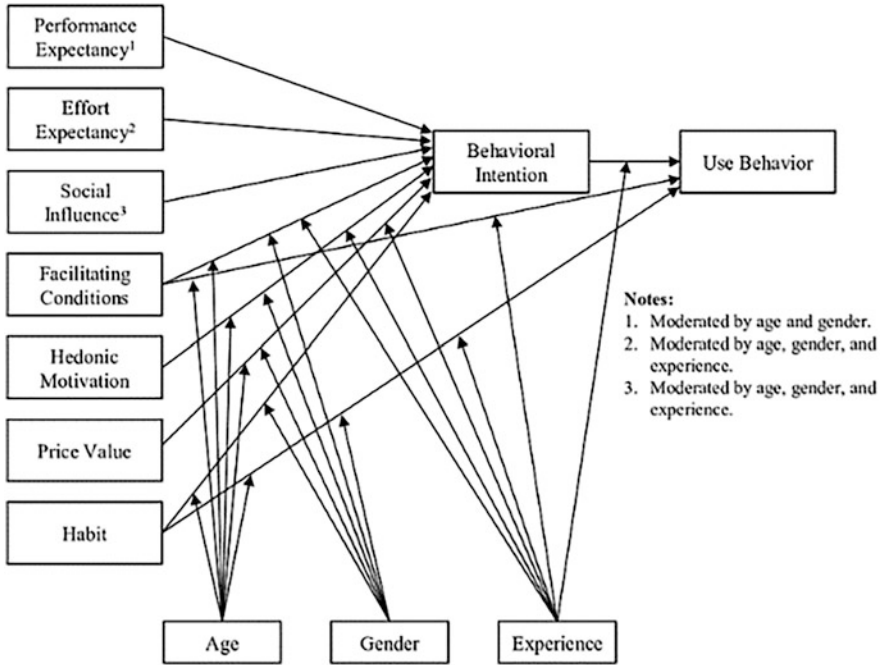 Performance
Expectancy¹
Effort
Expectancy²
Social
Influence³
Facilitating
Conditions
Hedonic
Motivation
Price Value
Habit
Behavioral
Intention
Use Behavior
Notes:
1. Moderated by age and gender.
2. Moderated by age, gender, and
experience.
3. Moderated by age, gender, and
experience.
Age
Gender
Experience